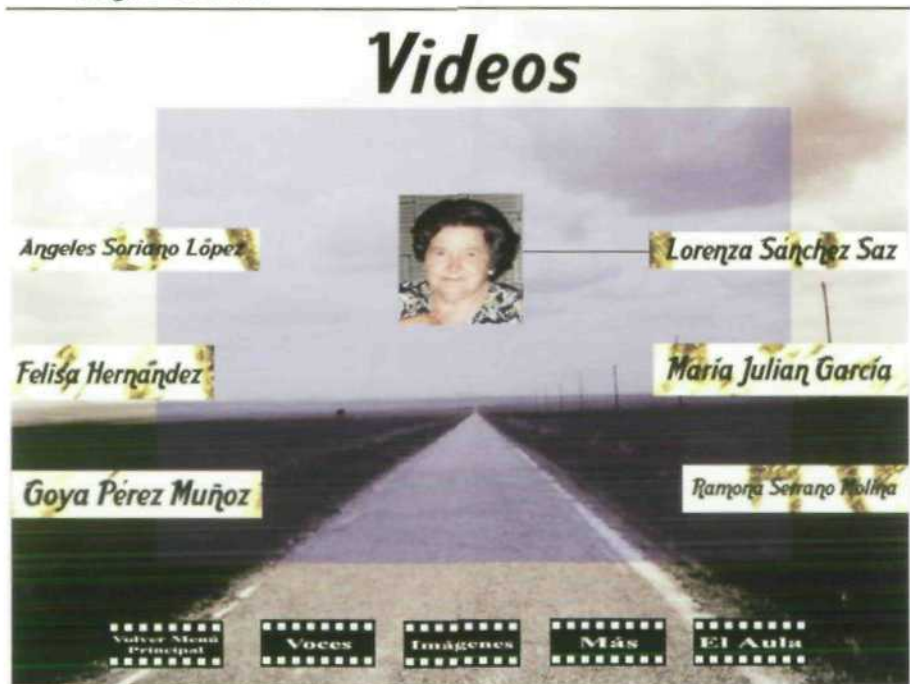 Videos
Angeles Soriano López
Lorenza Sánchez Saz
Felisa Hernández
María Julian García
Goya Pérez Muñoz
Ramona Serrano Molina
Volver Menú
Principal
Voces
Imágenes
Más
El Aula